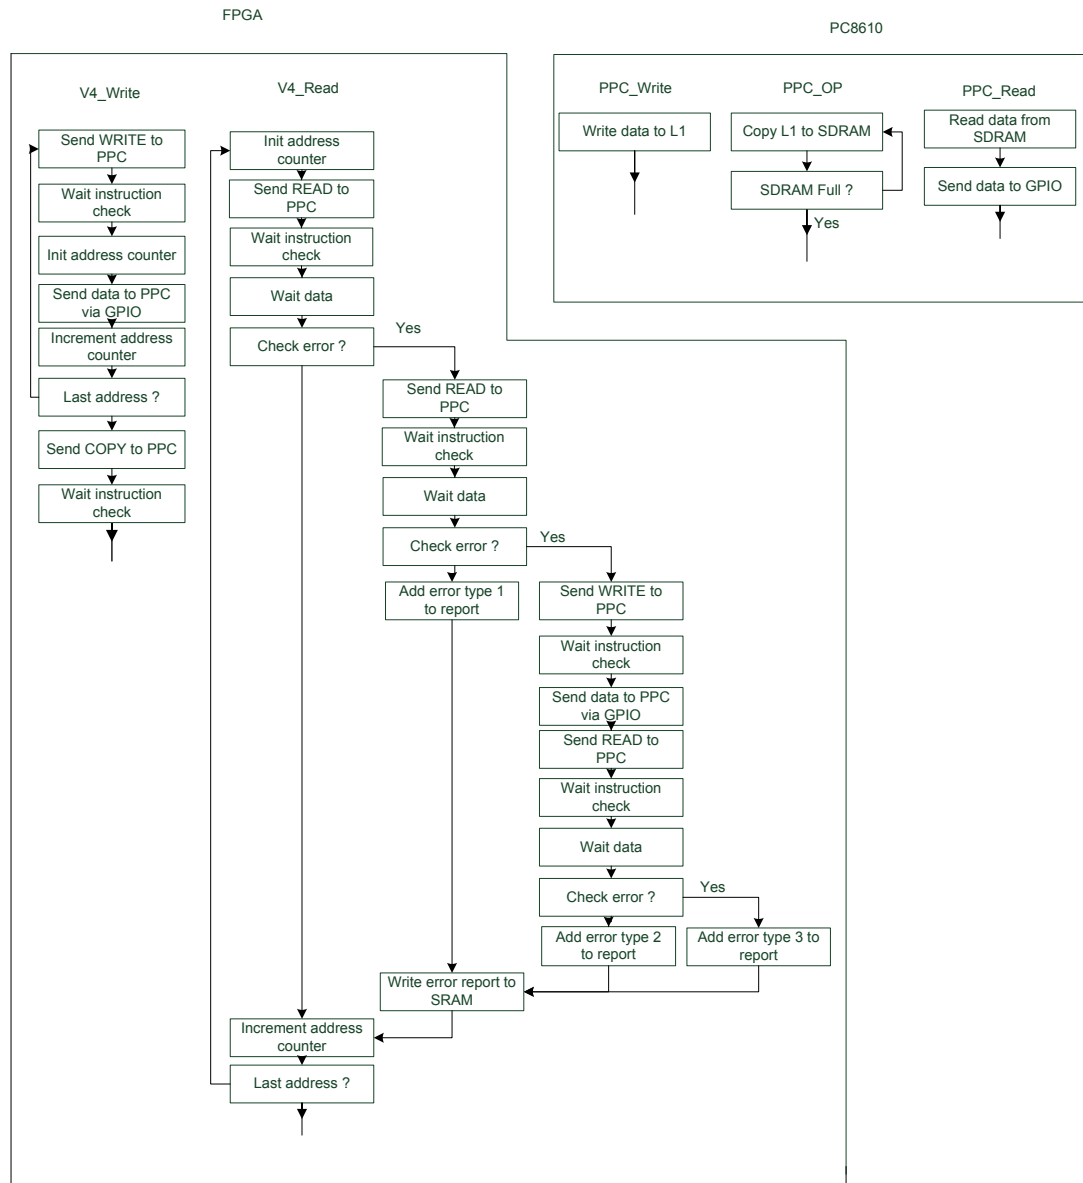 FPGA
PC8610
V4_Write
Send WRITE to
PPC
Wait instruction
check
Init address counter
Send data to PPC
via GPIO
Increment address
counter
Last address ?
Send COPY to PPC
Wait instruction
check
V4_Read
Init address
counter
Send READ to
PPC
Wait instruction
check
Wait data
Check error ?
Yes
Send READ to
PPC
Wait instruction
check
Wait data
Check error ?
Yes
Add error type 1
to report
Send WRITE to
PPC
Wait instruction
check
Send data to PPC
via GPIO
Send READ to
PPC
Wait instruction
check
Wait data
Check error ?
Yes
Add error type 2
to report
Add error type 3 to
report
Write error report to
SRAM
Increment address
counter
Last address ?
PPC_Write
Write data to L1
PPC_OP
Copy L1 to SDRAM
SDRAM Full ?
Yes
PPC_Read
Read data from
SDRAM
Send data to GPIO